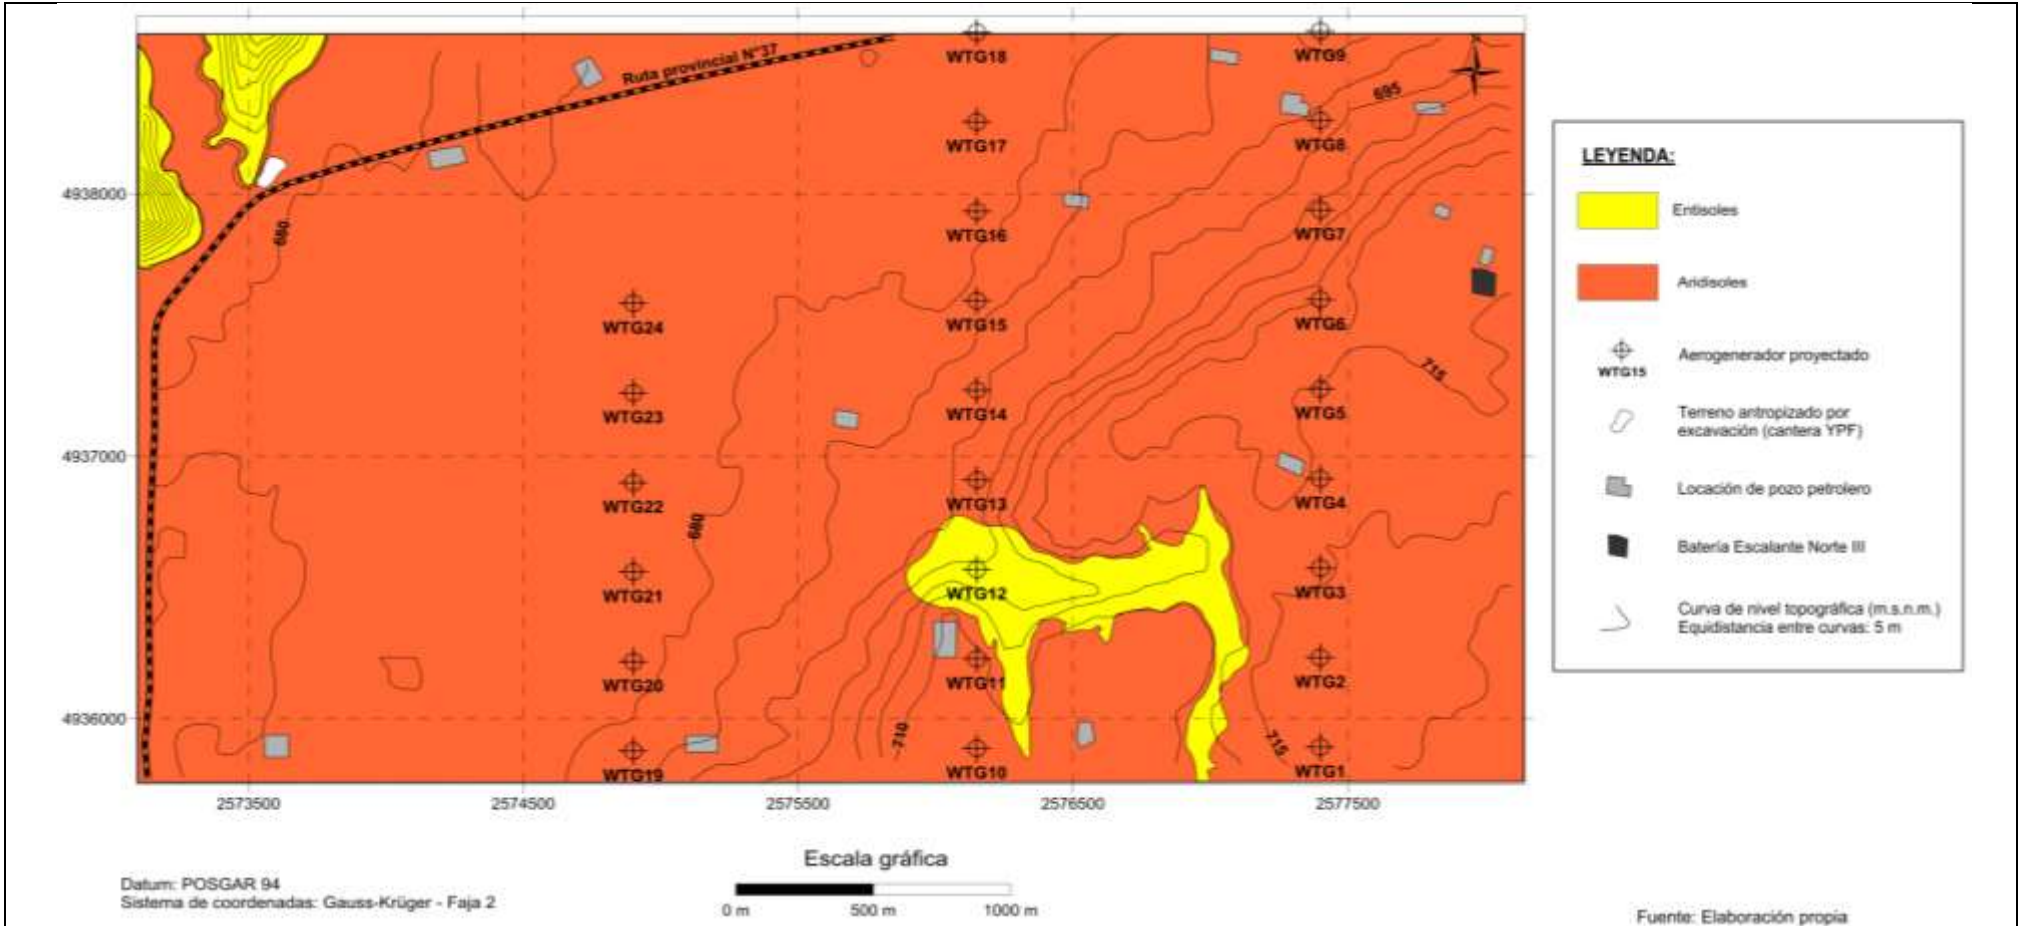 WTG18
WTG9
Ruta provincial N°37
695
WTG17
WTG8
4938000
680
WTG16
WTG7
WTG24
WTG15
WTG6
WTG23
WTG14
WTG5
715
4937000
WTG22
WTG13
WTG4
680
WTG21
WTG12
WTG3
WTG20
WTG11
WTG2
4936000
710
715
WTG19
WTG10
WTG1
2573500
2574500
2575500
2576500
2577500
LEYENDA:
Entisoles
Aridisoles
Aerogenerador proyectado
WTG15
Terreno antropizado por
excavación (cantera YPF)
Locación de pozo petrolero
Batería Escalante Norte III
Curva de nivel topográfica (m.s.n.m.)
Equidistancia entre curvas: 5 m
Escala gráfica
0 m 500 m 1000 m
Datum: POSGAR 94
Sistema de coordenadas: Gauss-Krüger - Faja 2
Fuente: Elaboración propia